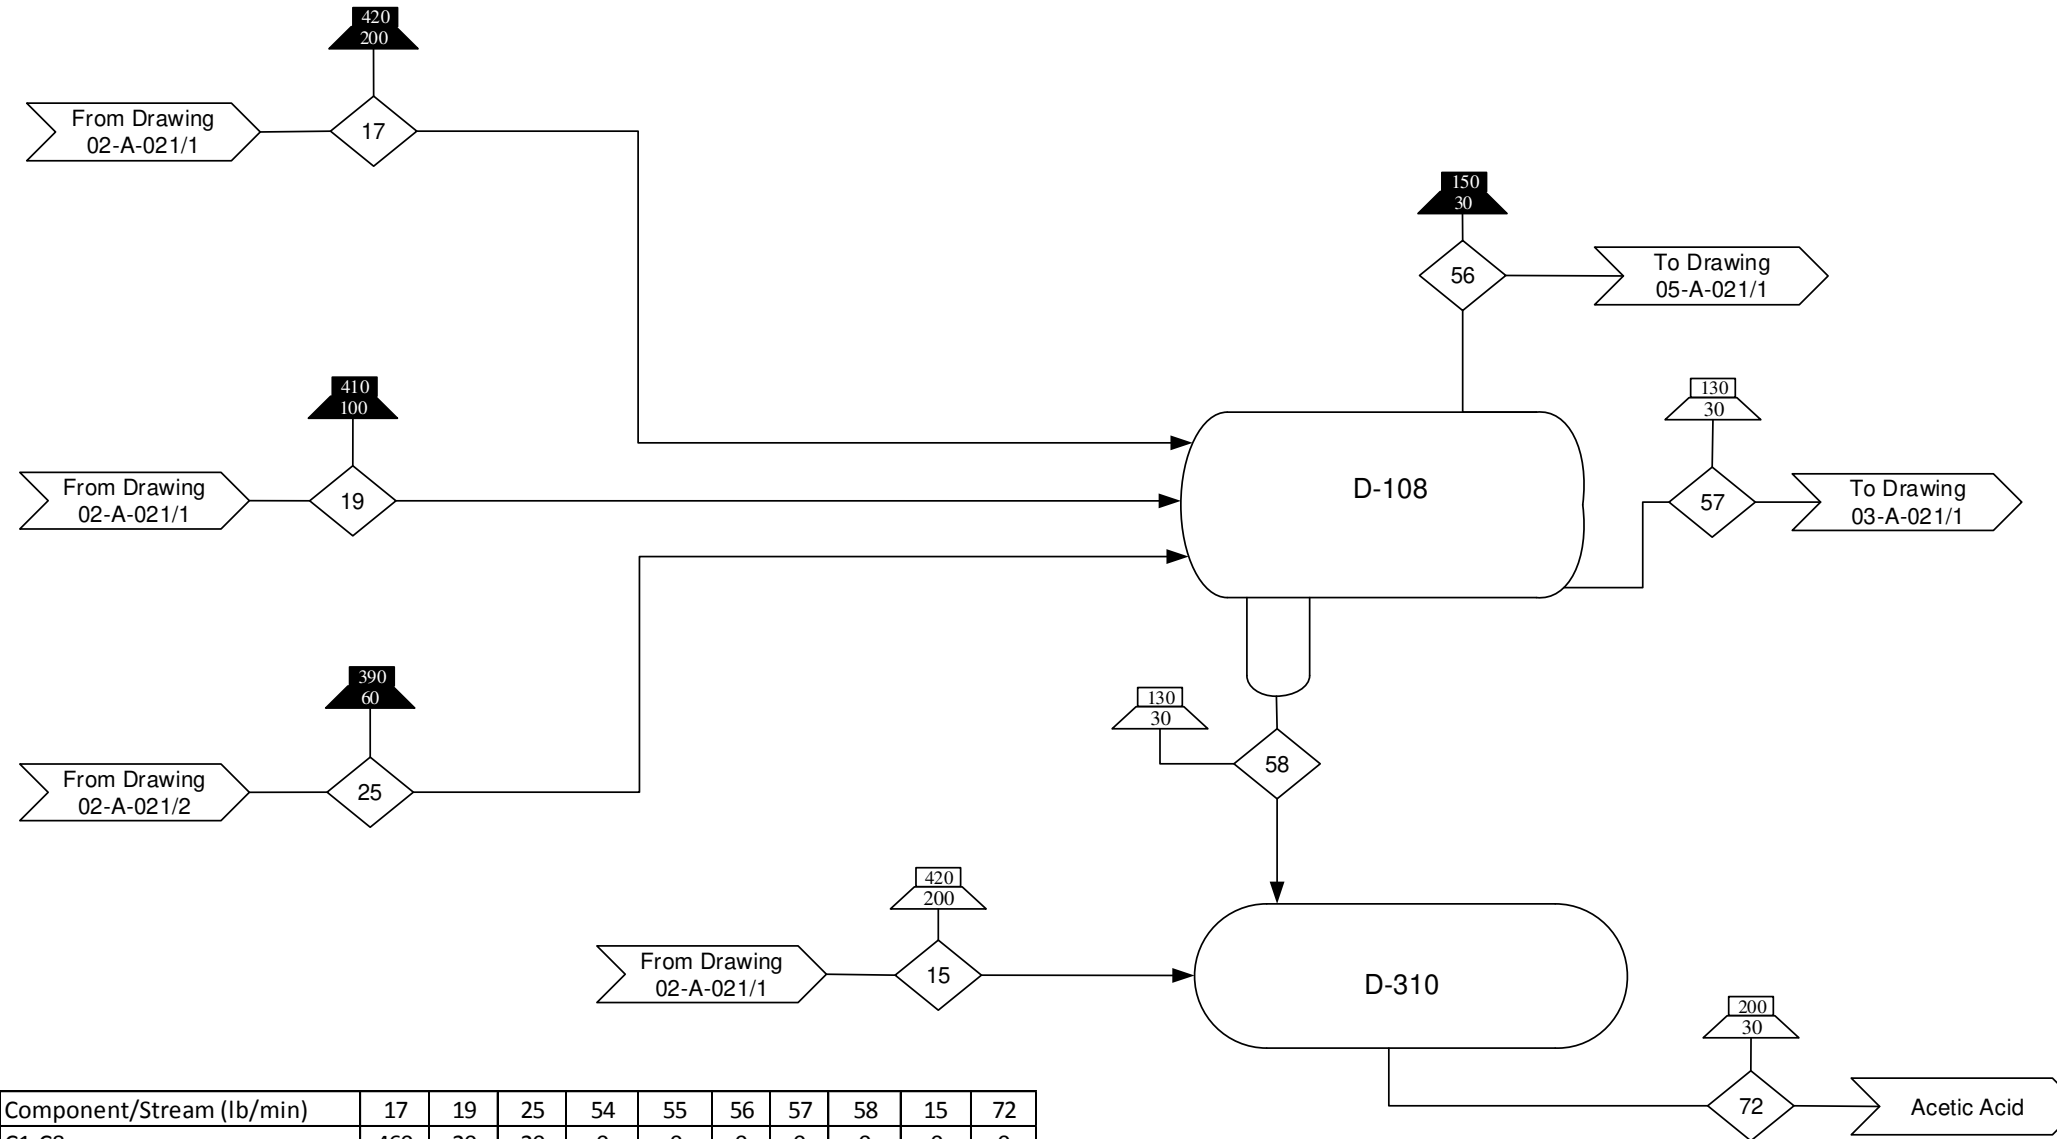 420
200
From Drawing
02-A-021/1
17
150
30
56
To Drawing
05-A-021/1
410
100
From Drawing
02-A-021/1
19
D-108
130
30
57
To Drawing
03-A-021/1
390
60
From Drawing
02-A-021/2
25
130
30
58
420
200
From Drawing
02-A-021/1
15
D-310
200
30
72
Acetic Acid
Component/Stream (lb/min) 17 19 25 54 55 56 57 58 15 72